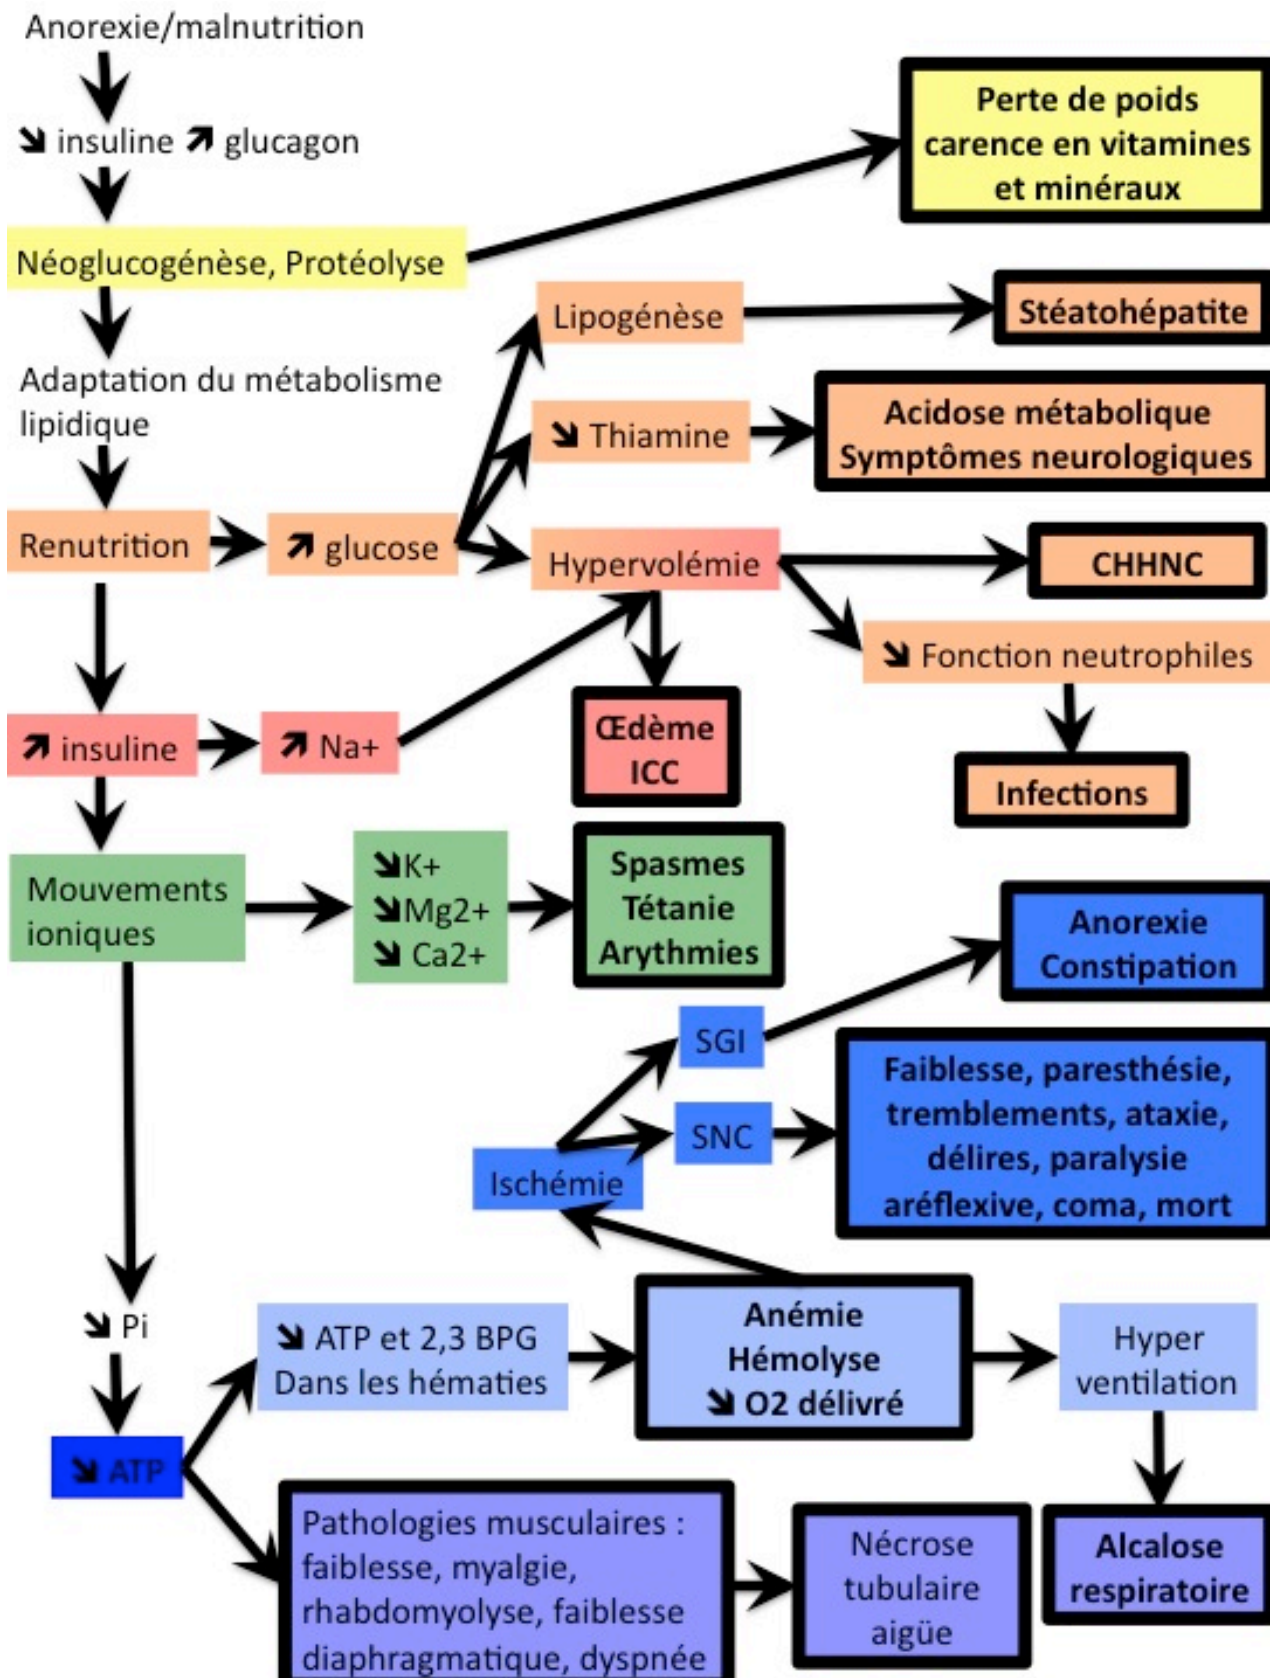 Anorexie/malnutrition
↘ insuline ↗ glucagon
Néoglucogénèse, Protéolyse
Perte de poids
carence en vitamines
et minéraux
Adaptation du métabolisme
lipidique
Lipogénèse
Stéatohépatite
↘ Thiamine
Acidose métabolique
Symptômes neurologiques
Renutrition
↗ glucose
Hypervolémie
CHHNC
↘ Fonction neutrophiles
Infections
↗ insuline
↗ Na+
Œdème
ICC
Mouvements
ioniques
↘K+
↘Mg2+
↘ Ca2+
Spasmes
Tétanie
Arythmies
Anorexie
Constipation
SGI
SNC
Faiblesse, paresthésie,
tremblements, ataxie,
délires, paralysie
aréflexive, coma, mort
Ischémie
↘ Pi
↘ ATP et 2,3 BPG
Dans les hématies
Anémie
Hémolyse
↘ O2 délivré
Hyper
ventilation
↘ ATP
Pathologies musculaires :
faiblesse, myalgie,
rhabdomyolyse, faiblesse
diaphragmatique, dyspnée
Nécrose
tubulaire
aigüe
Alcalose
respiratoire